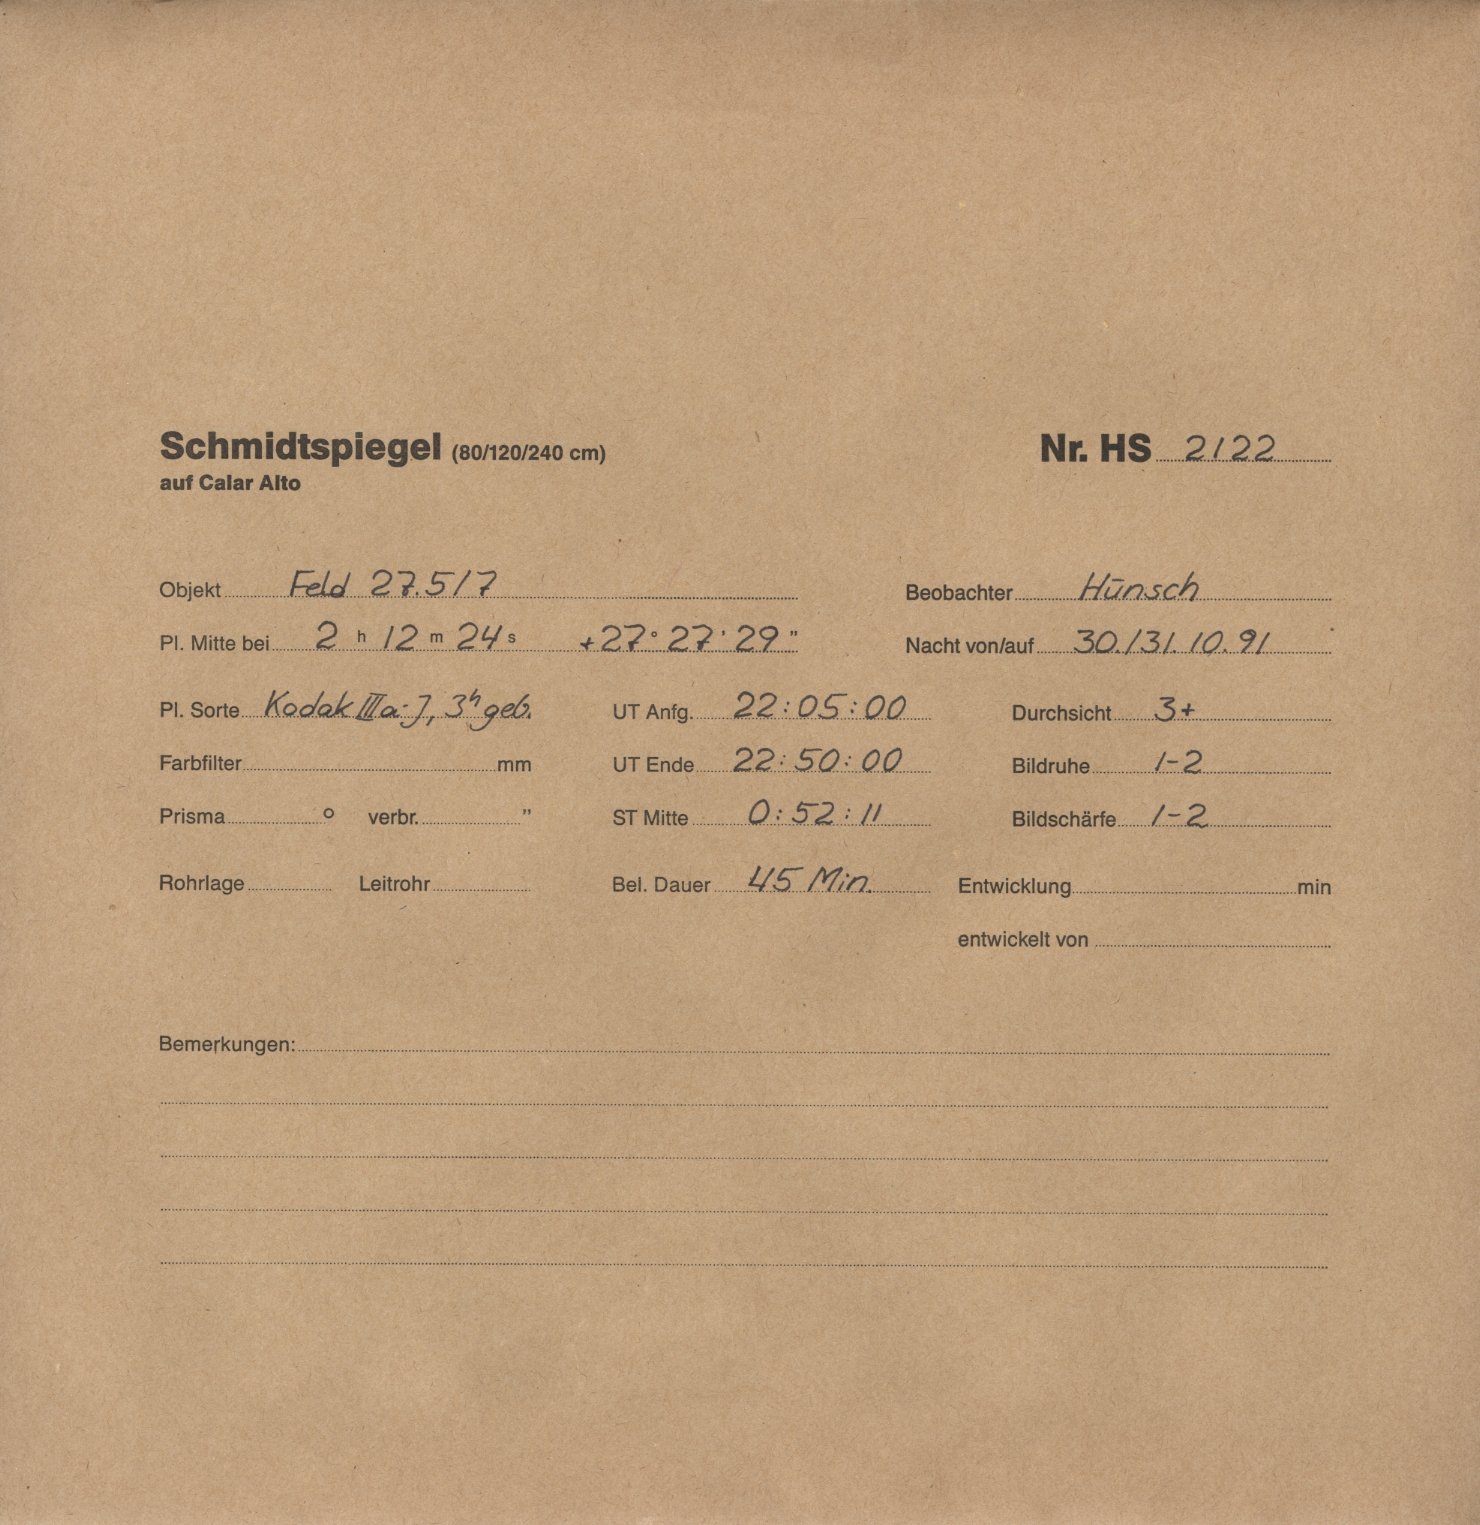 Schmidtspiegel (80/120/240 cm) Nr. HS 2122
auf Calar Alto
Objekt Feld 27.5/7 Beobachter Hünsch
Pl. Mitte bei 2 h 12 m 24 s +27° 27' 29" Nacht von/auf 30./31.10.91
Pl. Sorte Kodak IIIa-J, 3h geb. UT Anfg. 22:05:00 Durchsicht 3+
Farbfilter mm UT Ende 22:50:00 Bildruhe 1-2
Prisma ° verbr. " ST Mitte 0:52:11 Bildschärfe 1-2
Rohrlage Leitrohr Bel. Dauer 45 Min. Entwicklung min
entwickelt von
Bemerkungen: